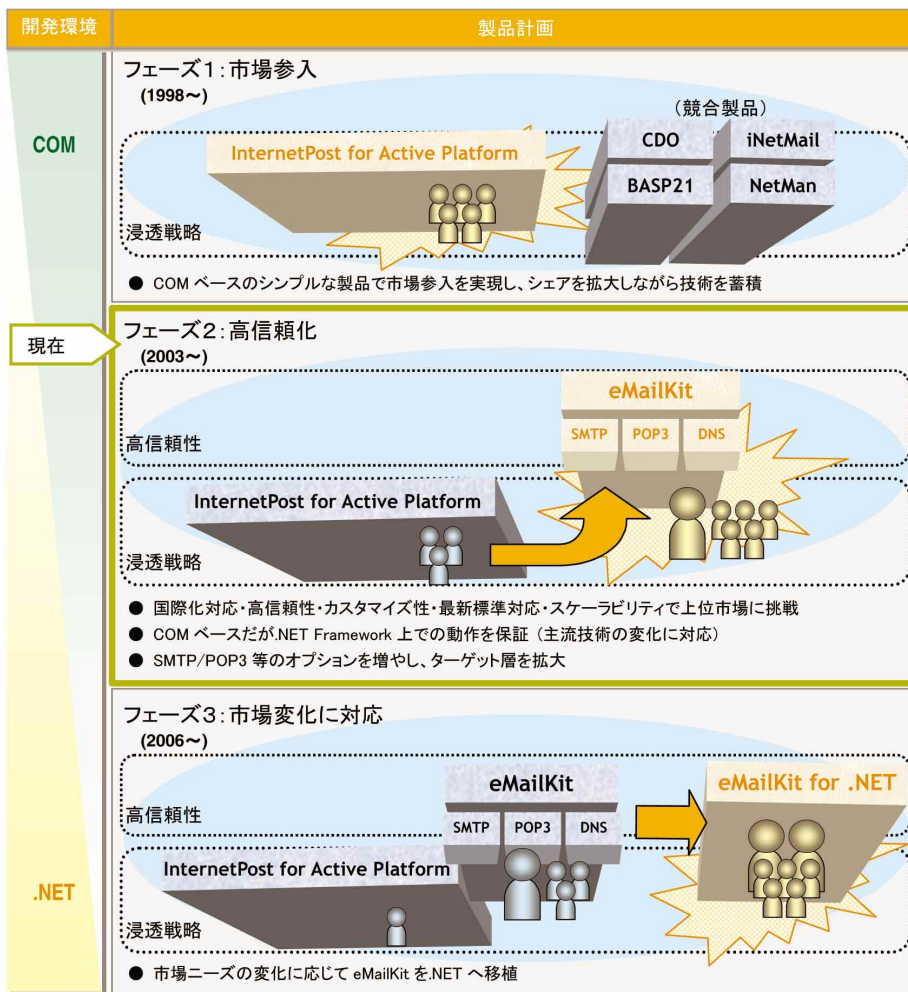 開発環境
製品計画
COM
フェーズ1:市場参入
(1998～)
(競合製品)
InternetPost for Active Platform
CDO
iNetMail
BASP21
NetMan
浸透戦略
● COM ベースのシンプルな製品で市場参入を実現し、シェアを拡大しながら技術を蓄積
現在
フェーズ2:高信頼化
(2003～)
eMailKit
SMTP
POP3
DNS
高信頼性
InternetPost for Active Platform
浸透戦略
● 国際化対応・高信頼性・カスタマイズ性・最新標準対応・スケーラビリティで上位市場に挑戦
● COM ベースだが.NET Framework 上での動作を保証 (主流技術の変化に対応)
● SMTP/POP3 等のオプションを増やし、ターゲット層を拡大
.NET
フェーズ3:市場変化に対応
(2006～)
eMailKit
eMailKit for .NET
高信頼性
SMTP
POP3
DNS
InternetPost for Active Platform
浸透戦略
● 市場ニーズの変化に応じて eMailKit を.NET へ移植